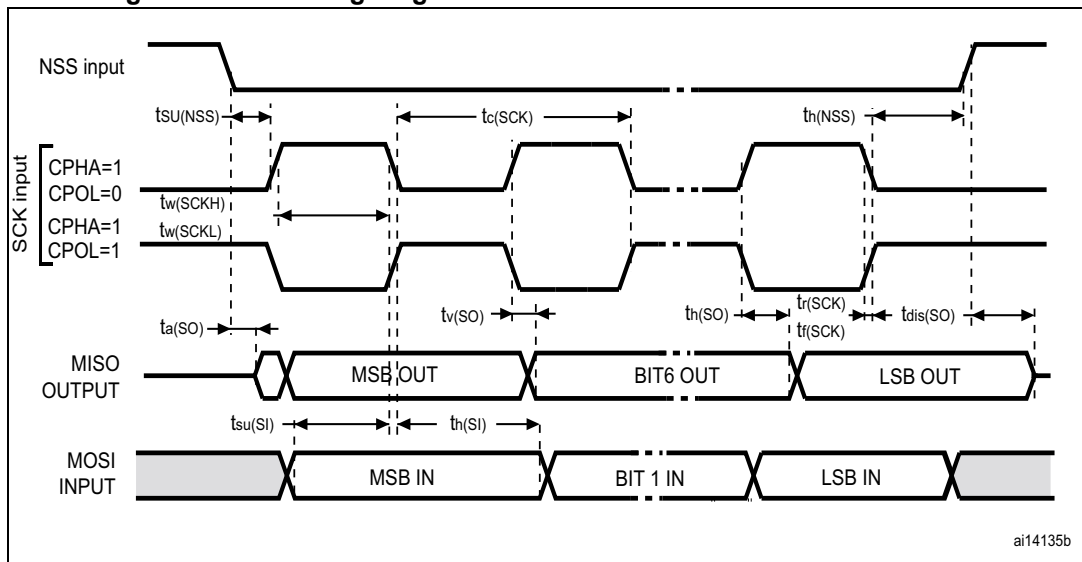 NSS input
tSU(NSS)
tc(SCK)
th(NSS)
SCK input
CPHA=1
CPOL=0
tw(SCKH)
CPHA=1
tw(SCKL)
CPOL=1
ta(SO)
tv(SO)
th(SO)
tr(SCK)
tf(SCK)
tdis(SO)
MISO
OUTPUT
MSB OUT
BIT6 OUT
LSB OUT
tsu(SI)
th(SI)
MOSI
INPUT
MSB IN
BIT 1 IN
LSB IN
ai14135b